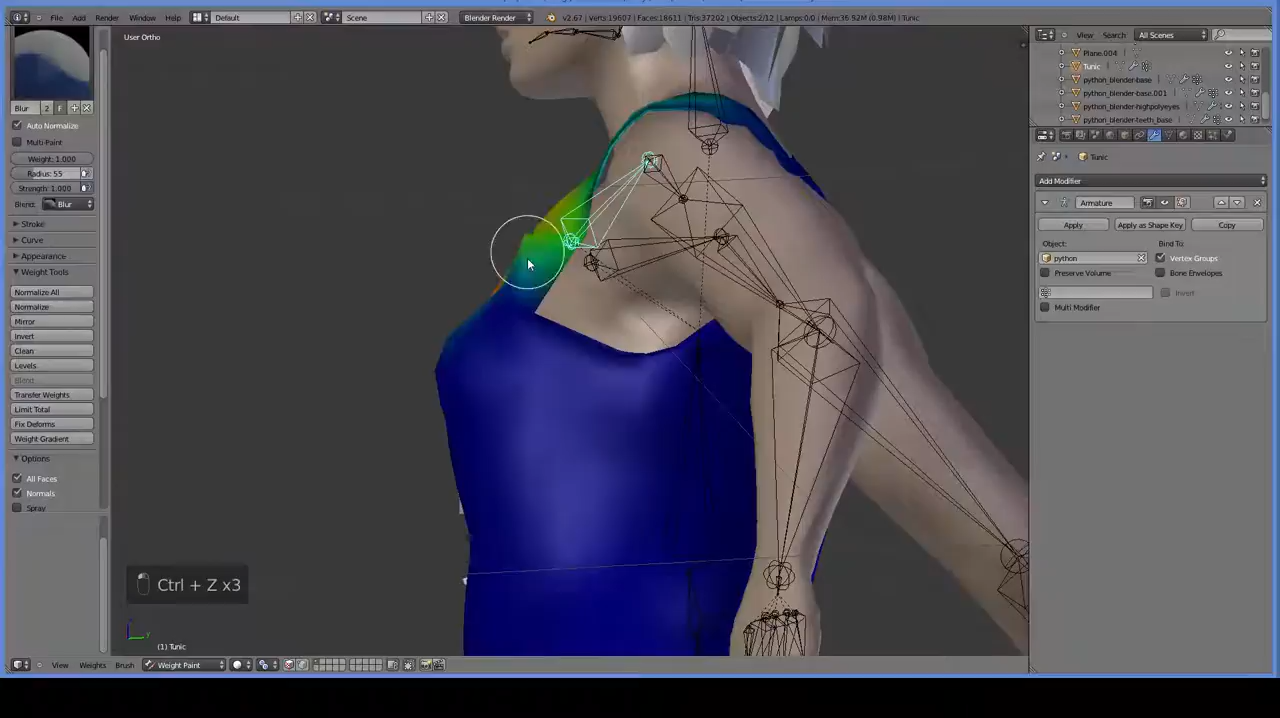 File Add Render Window Help Default Scene Blender Render v2.67 | Verts:19607 | Faces:18611 | Tris:37202 | Objects:2/12 | Lamps:0/0 | Mem:36.92M (0.98M) | Tunic
User Ortho
View Search All Scenes
Plane.004
Tunic
python_blender-base
python_blender-base.001
python_blender-highpolyeyes
python_blender-teeth_base
Blur 2 F
Auto Normalize
Multi-Paint
Weight: 1.000
Radius: 55
Strength: 1.000
Blend: Blur
Stroke
Curve
Appearance
Weight Tools
Normalize All
Normalize
Mirror
Invert
Clean
Levels
Blend
Transfer Weights
Limit Total
Fix Deforms
Weight Gradient
Options
All Faces
Normals
Spray
Tunic
Add Modifier
Armature
Apply Apply as Shape Key Copy
Object: Bind To:
python Vertex Groups
Preserve Volume Bone Envelopes
Invert
Multi Modifier
Ctrl + Z x3
(1) Tunic
View Weights Brush Weight Paint